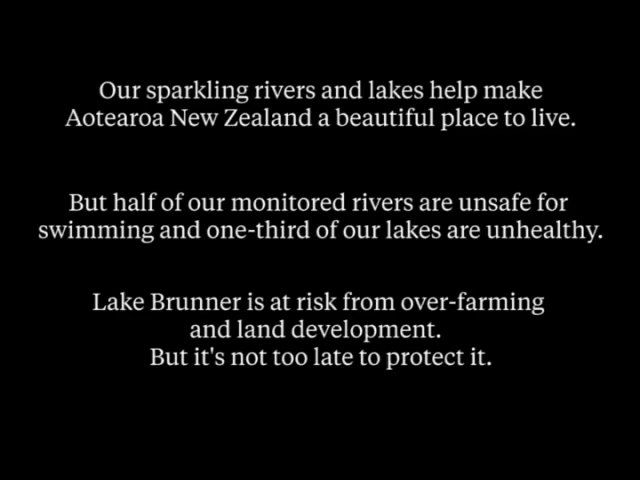 Our sparkling rivers and lakes help make
Aotearoa New Zealand a beautiful place to live.
But half of our monitored rivers are unsafe for
swimming and one-third of our lakes are unhealthy.
Lake Brunner is at risk from over-farming
and land development.
But it's not too late to protect it.